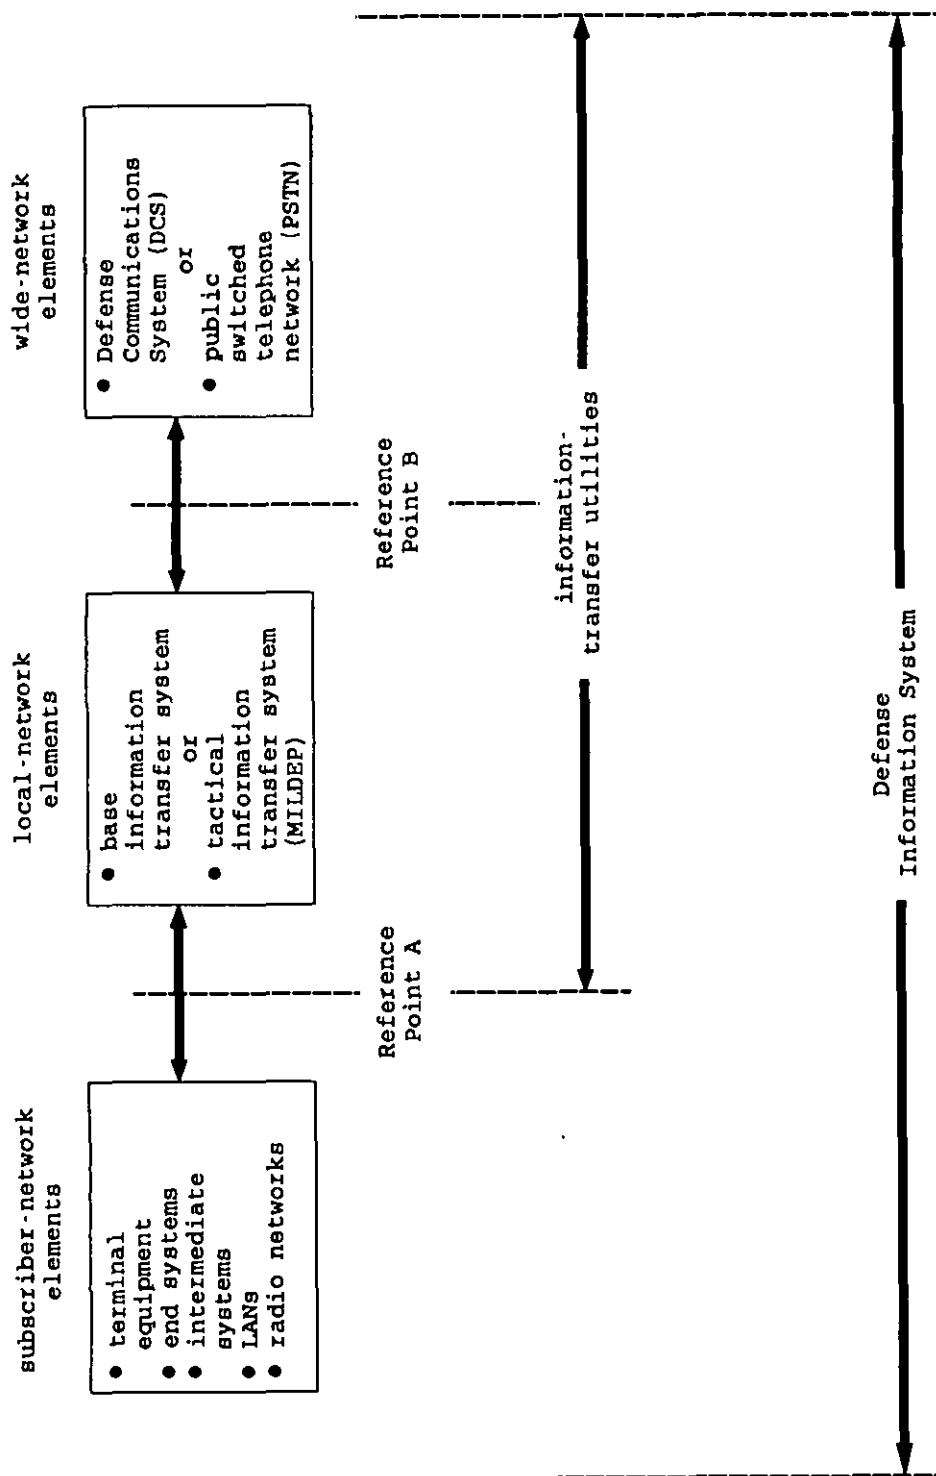 subscriber-network
elements
● terminal
equipment
● end systems
● intermediate
systems
● LANs
● radio networks
local-network
elements
● base
information
transfer system
or
● tactical
information
transfer system
(MILDEP)
wide-network
elements
● Defense
Communications
System (DCS)
or
● public
switched
telephone
network (PSTN)
Reference
Point A
Reference
Point B
information-
transfer utilities
Defense
Information System